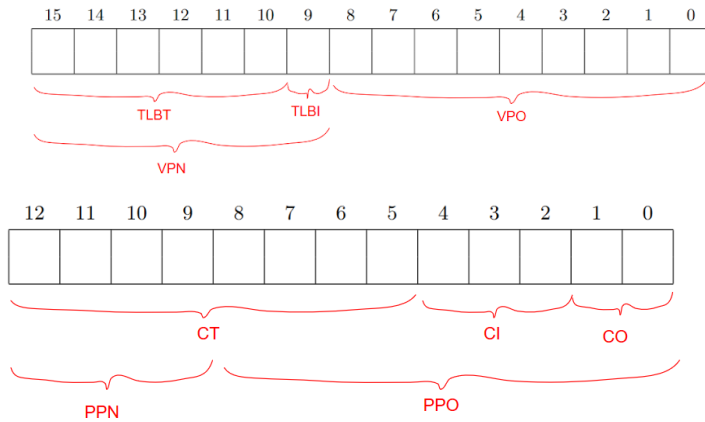 15 14 13 12 11 10 9 8 7 6 5 4 3 2 1 0
TLBT TLBI VPO
VPN
12 11 10 9 8 7 6 5 4 3 2 1 0
CT CI CO
PPN PPO